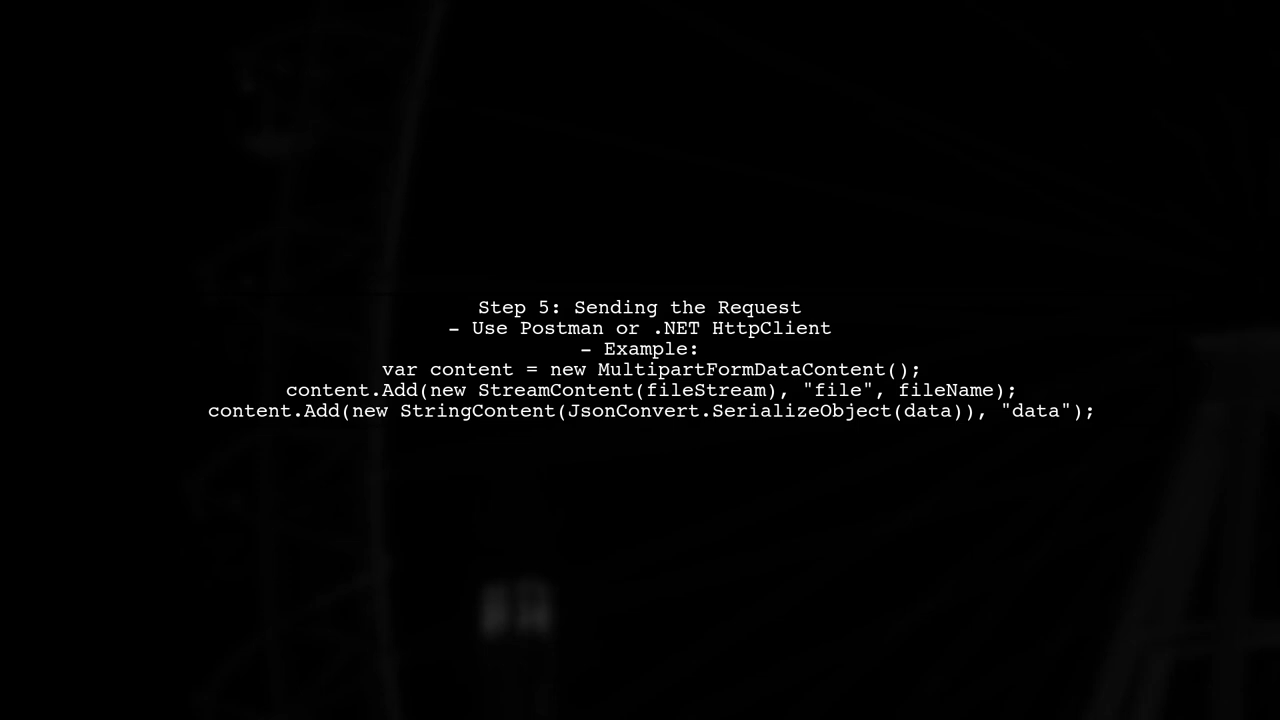 Step 5: Sending the Request
– Use Postman or .NET HttpClient
– Example:
var content = new MultipartFormDataContent();
content.Add(new StreamContent(fileStream), "file", fileName);
content.Add(new StringContent(JsonConvert.SerializeObject(data)), "data");